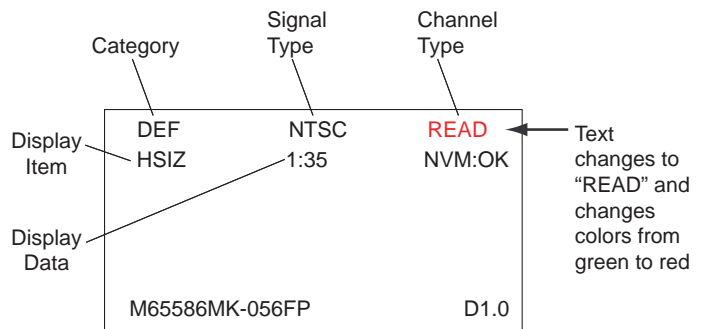 Category
Signal
Type
Channel
Type
DEF NTSC READ
HSIZ 1:35 NVM:OK
Display
Item
Display
Data
Text
changes to
“READ” and
changes
colors from
green to red
M65586MK-056FP D1.0